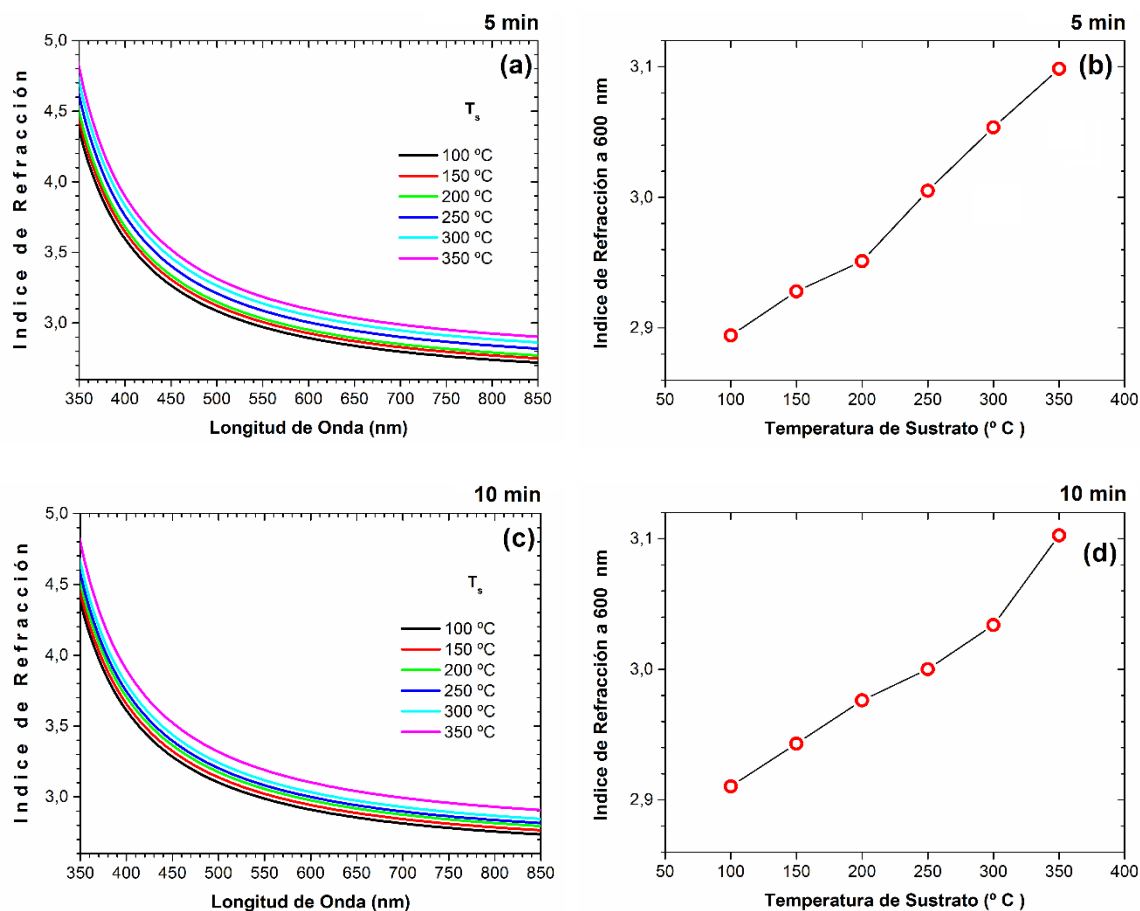 5 min
(a)
Indice de Refracción
5,0
4,5
4,0
3,5
3,0
Ts
100 ºC
150 ºC
200 ºC
250 ºC
300 ºC
350 ºC
350 400 450 500 550 600 650 700 750 800 850
Longitud de Onda (nm)
5 min
(b)
Indice de Refracción a 600 nm
3,1
3,0
2,9
50 100 150 200 250 300 350 400
Temperatura de Sustrato (º C )
10 min
(c)
Indice de Refracción
5,0
4,5
4,0
3,5
3,0
Ts
100 ºC
150 ºC
200 ºC
250 ºC
300 ºC
350 ºC
350 400 450 500 550 600 650 700 750 800 850
Longitud de Onda (nm)
10 min
(d)
Indice de Refracción a 600 nm
3,1
3,0
2,9
50 100 150 200 250 300 350 400
Temperatura de Sustrato (º C )